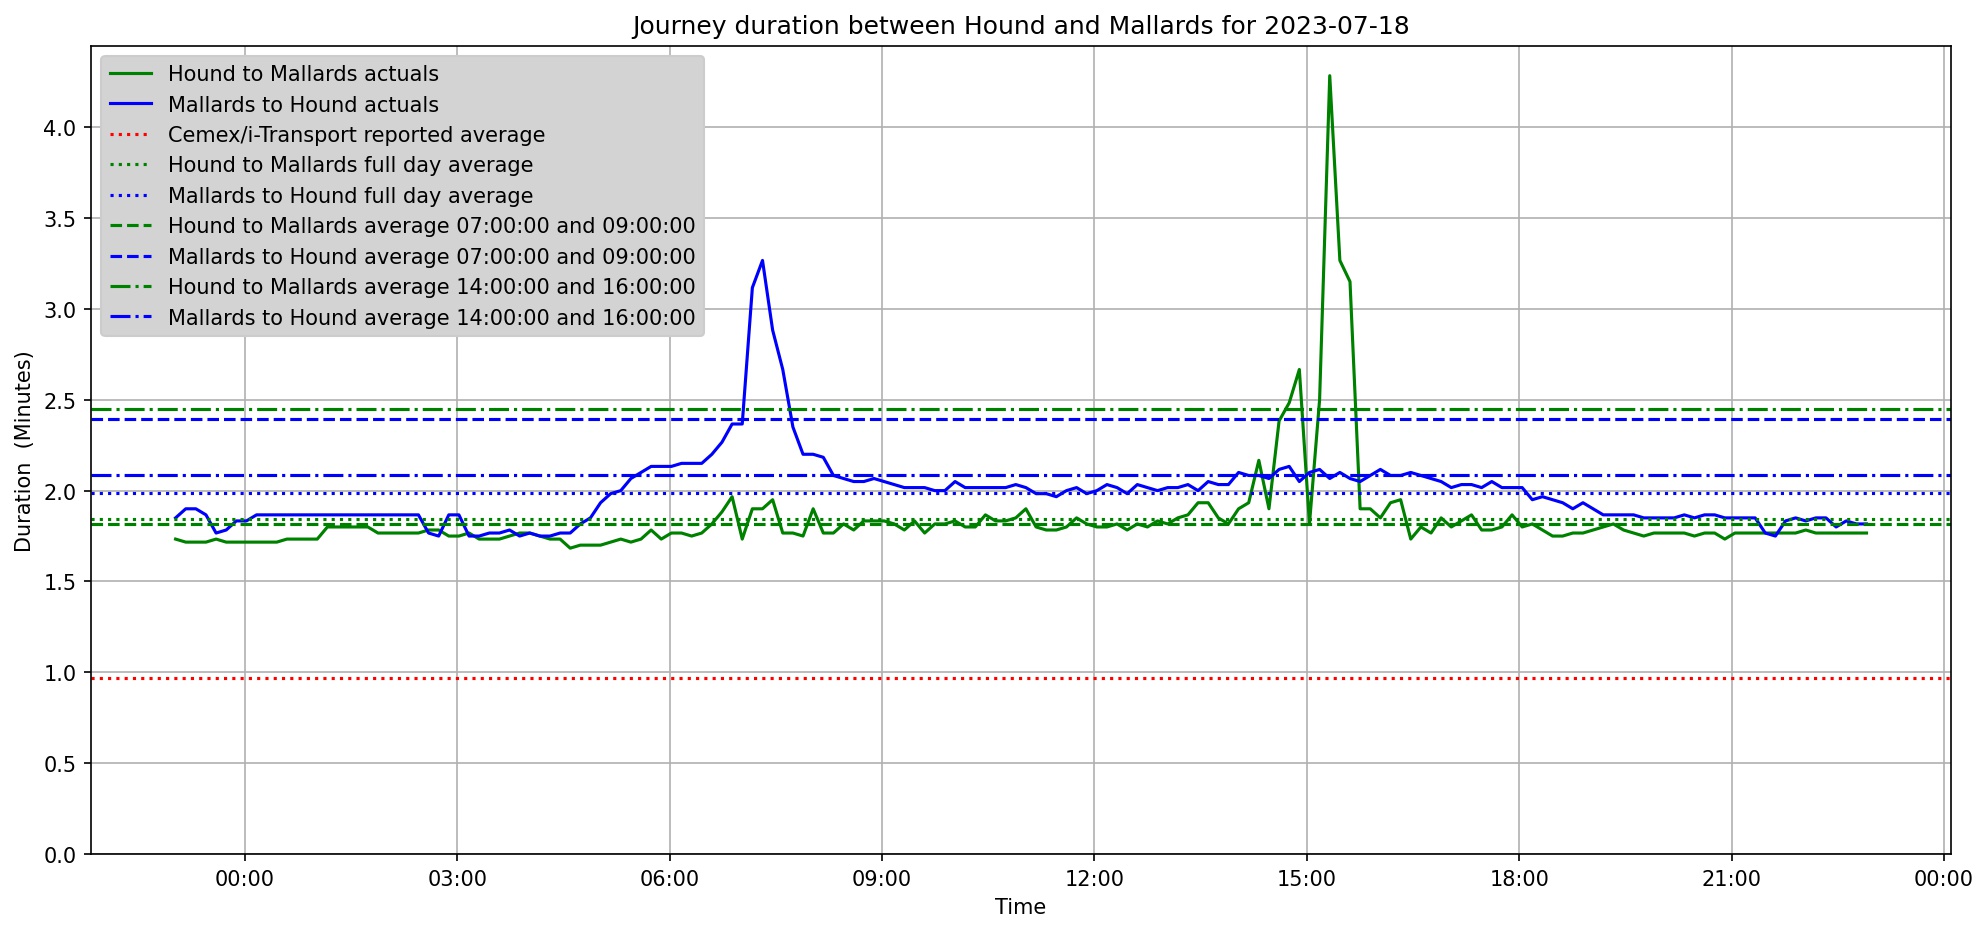 Journey duration between Hound and Mallards for 2023-07-18
Hound to Mallards actuals
Mallards to Hound actuals
Cemex/i-Transport reported average
Hound to Mallards full day average
Mallards to Hound full day average
Hound to Mallards average 07:00:00 and 09:00:00
Mallards to Hound average 07:00:00 and 09:00:00
Hound to Mallards average 14:00:00 and 16:00:00
Mallards to Hound average 14:00:00 and 16:00:00
Duration (Minutes)
4.0
3.5
3.0
2.5
2.0
1.5
1.0
0.5
0.0
00:00 03:00 06:00 09:00 12:00 15:00 18:00 21:00 00:00
Time